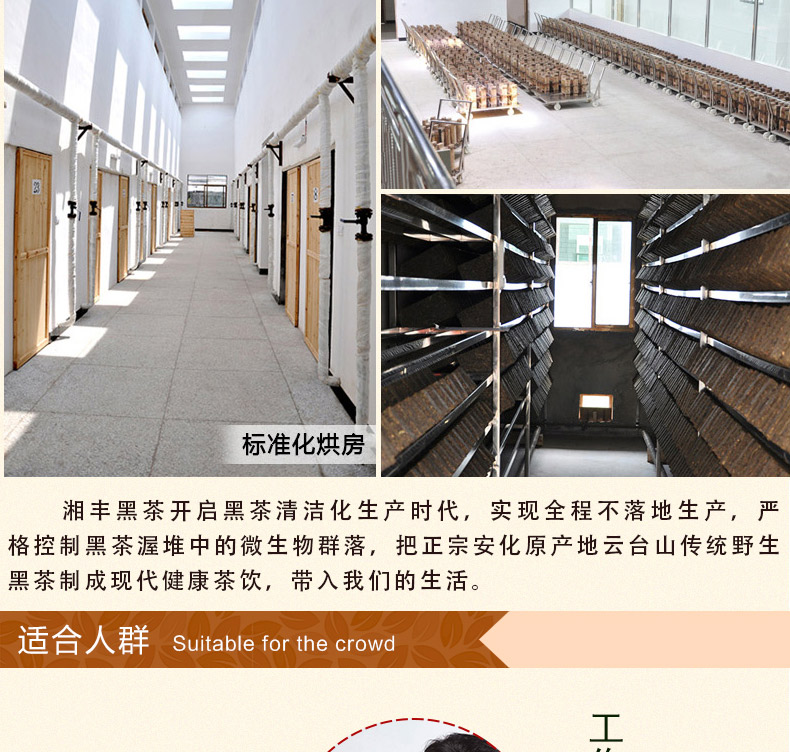 23
标准化烘房
湘丰黑茶开启黑茶清洁化生产时代，实现全程不落地生产，严
格控制黑茶渥堆中的微生物群落，把正宗安化原产地云台山传统野生
黑茶制成现代健康茶饮，带入我们的生活。
适合人群 Suitable for the crowd
工